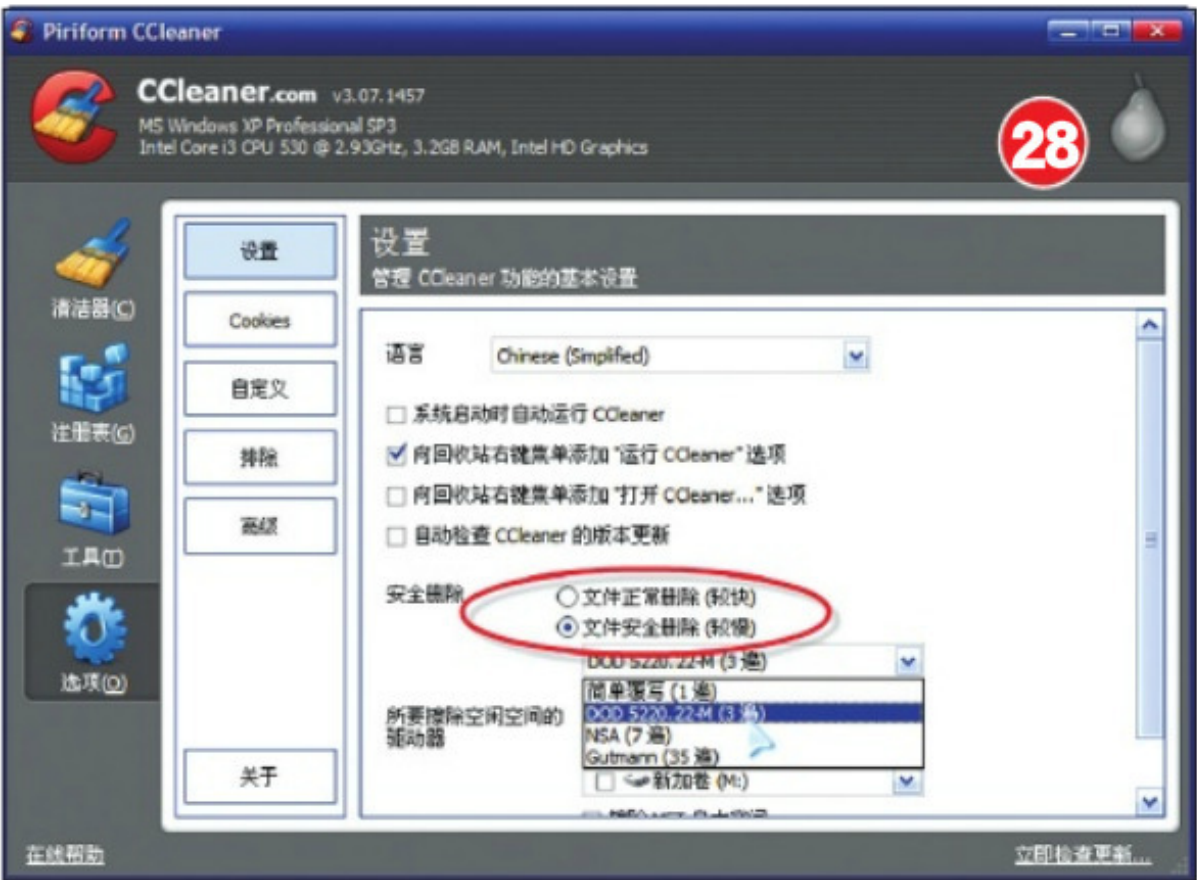 Piriform CCleaner
CCleaner.com v3.07.1457
MS Windows XP Professional SP3
Intel Core i3 CPU 530 @ 2.93GHz, 3.2GB RAM, Intel HD Graphics
28
清洁器(C)
注册表(G)
工具(T)
选项(O)
设置
Cookies
自定义
排除
高级
关于
设置
管理 CCleaner 功能的基本设置
语言 Chinese (Simplified)
系统启动时自动运行 CCleaner
向回收站右键菜单添加 "运行 CCleaner" 选项
向回收站右键菜单添加 "打开 CCleaner..." 选项
自动检查 CCleaner 的版本更新
安全删除 文件正常删除 (较快)
文件安全删除 (较慢)
DOD 5220.22-M (3 遍)
简单覆写 (1 遍)
DOD 5220.22-M (3 遍)
NSA (7 遍)
Gutmann (35 遍)
所要擦除空闲空间的
驱动器
新加卷 (M:)
在线帮助
立即检查更新...